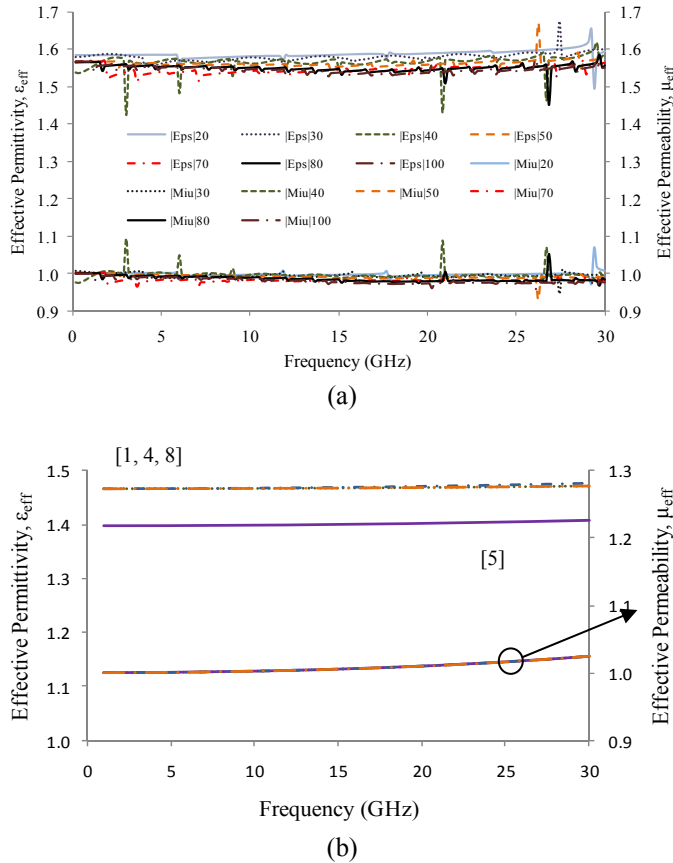 Effective Permittivity, εeff
1.7
1.6
1.5
1.4
1.3
1.2
1.1
1.0
0.9
|Eps|20 |Eps|30 |Eps|40 |Eps|50
|Eps|70 |Eps|80 |Eps|100 |Miu|20
|Miu|30 |Miu|40 |Miu|50 |Miu|70
|Miu|80 |Miu|100
1.7
1.6
1.5
1.4
1.3
1.2
1.1
1.0
0.9
Effective Permeability, μeff
0 5 10 15 20 25 30
Frequency (GHz)
(a)
[1, 4, 8]
Effective Permittivity, εeff
1.5
1.4
1.3
1.2
1.1
1.0
[5]
1.3
1.2
1.1
1.0
0.9
Effective Permeability, μeff
0 5 10 15 20 25 30
Frequency (GHz)
(b)